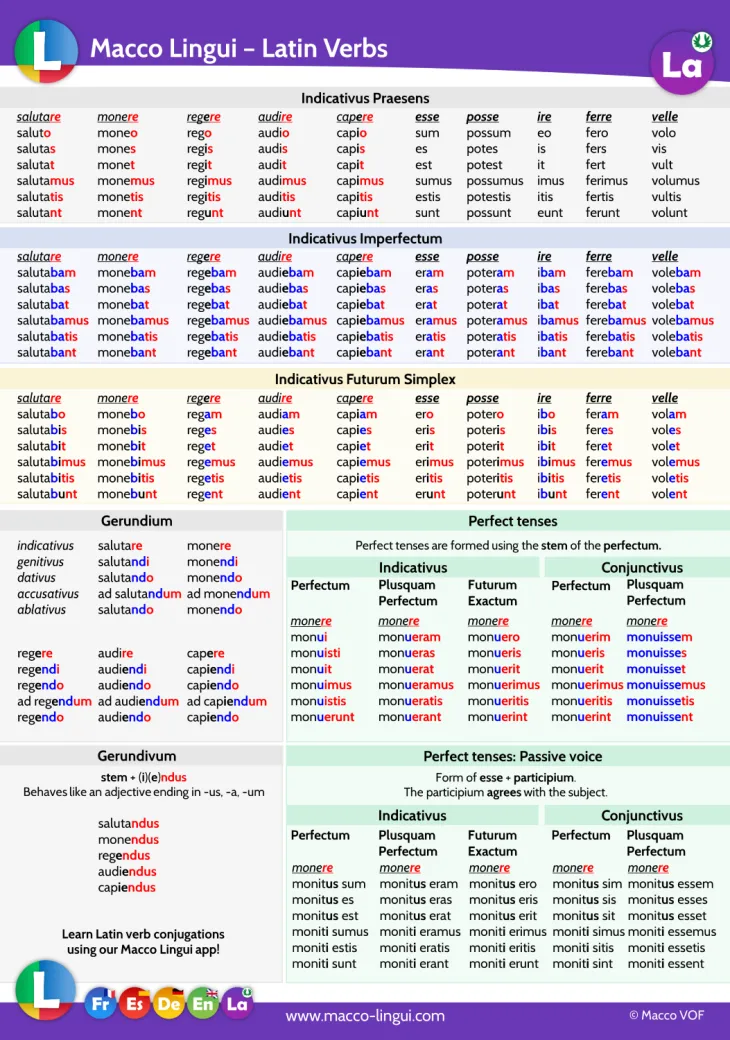 L
Macco Lingui – Latin Verbs
La
Indicativus Praesens
salutare monere regere audire capere esse posse ire ferre velle
saluto moneo rego audio capio sum possum eo fero volo
salutas mones regis audis capis es potes is fers vis
salutat monet regit audit capit est potest it fert vult
salutamus monemus regimus audimus capimus sumus possumus imus ferimus volumus
salutatis monetis regitis auditis capitis estis potestis itis fertis vultis
salutant monent regunt audiunt capiunt sunt possunt eunt ferunt volunt
Indicativus Imperfectum
salutare monere regere audire capere esse posse ire ferre velle
salutabam monebam regebam audiebam capiebam eram poteram ibam ferebam volebam
salutabas monebas regebas audiebas capiebas eras poteras ibas ferebas volebas
salutabat monebat regebat audiebat capiebat erat poterat ibat ferebat volebat
salutabamus monebamus regebamus audiebamus capiebamus eramus poteramus ibamus ferebamus volebamus
salutabatis monebatis regebatis audiebatis capiebatis eratis poteratis ibatis ferebatis volebatis
salutabant monebant regebant audiebant capiebant erant poterant ibant ferebant volebant
Indicativus Futurum Simplex
salutare monere regere audire capere esse posse ire ferre velle
salutabo monebo regam audiam capiam ero potero ibo feram volam
salutabis monebis reges audies capies eris poteris ibis feres voles
salutabit monebit reget audiet capiet erit poterit ibit feret volet
salutabimus monebimus regemus audiemus capiemus erimus poterimus ibimus feremus volemus
salutabitis monebitis regetis audietis capietis eritis poteritis ibitis feretis voletis
salutabunt monebunt regent audient capient erunt poterunt ibunt ferent volent
Gerundium
indicativus salutare monere
genitivus salutandi monendi
dativus salutando monendo
accusativus ad salutandum ad monendum
ablativus salutando monendo
regere audire capere
regendi audiendi capiendi
regendo audiendo capiendo
ad regendum ad audiendum ad capiendum
regendo audiendo capiendo
Perfect tenses
Perfect tenses are formed using the stem of the perfectum.
Indicativus Conjunctivus
Perfectum Plusquam Futurum Perfectum Plusquam
Perfectum Exactum Perfectum
monere monere monere monere monere
monui monueram monuero monuerim monuissem
monuisti monueras monueris monueris monuisses
monuit monuerat monuerit monuerit monuisset
monuimus monueramus monuerimus monuerimus monuissemus
monuistis monueratis monueritis monueritis monuissetis
monuerunt monuerant monuerint monuerint monuissent
Gerundivum
stem + (i)(e)ndus
Behaves like an adjective ending in -us, -a, -um
salutandus
monendus
regendus
audiendus
capiendus
Learn Latin verb conjugations
using our Macco Lingui app!
Perfect tenses: Passive voice
Form of esse + participium.
The participium agrees with the subject.
Indicativus Conjunctivus
Perfectum Plusquam Futurum Perfectum Plusquam
Perfectum Exactum Perfectum
monere monere monere monere monere
monitus sum monitus eram monitus ero monitus sim monitus essem
monitus es monitus eras monitus eris monitus sis monitus esses
monitus est monitus erat monitus erit monitus sit monitus esset
moniti sumus moniti eramus moniti erimus moniti simus moniti essemus
moniti estis moniti eratis moniti eritis moniti sitis moniti essetis
moniti sunt moniti erant moniti erunt moniti sint moniti essent
L
Fr Es De En La
www.macco-lingui.com
© Macco VOF